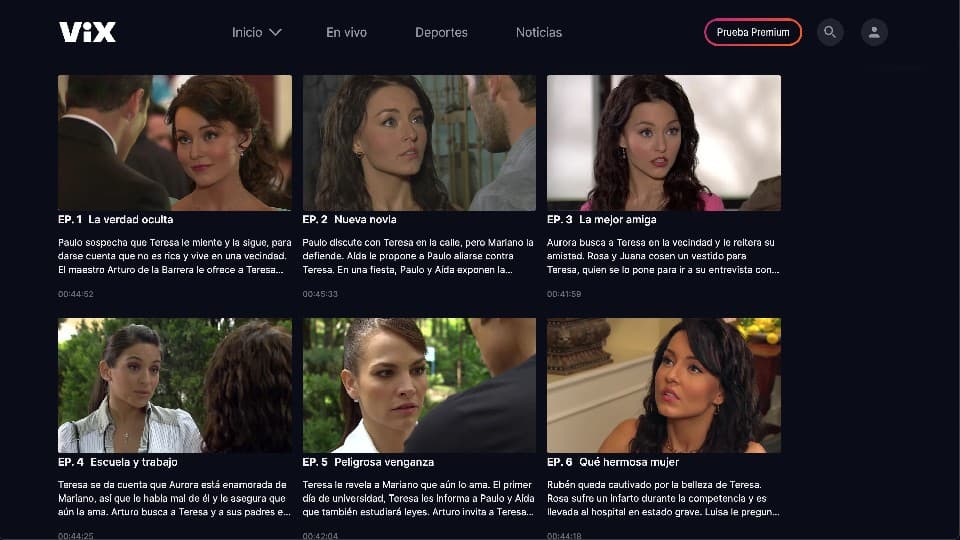 ViX
Inicio
En vivo
Deportes
Noticias
Prueba Premium
EP. 1 La verdad oculta
Paulo sospecha que Teresa le miente y la sigue, para
darse cuenta que no es rica y vive en una vecindad.
El maestro Arturo de la Barrera le ofrece a Teresa...
00:44:52
EP. 2 Nueva novia
Paulo discute con Teresa en la calle, pero Mariano la
defiende. Aída le propone a Paulo aliarse contra
Teresa. En una fiesta, Paulo y Aída exponen la...
00:45:33
EP. 3 La mejor amiga
Aurora busca a Teresa en la vecindad y le reitera su
amistad. Rosa y Juana cosen un vestido para
Teresa, quien se lo pone para ir a su entrevista con...
00:41:59
EP. 4 Escuela y trabajo
Teresa se da cuenta que Aurora está enamorada de
Mariano, así que le habla mal de él y le asegura que
aún la ama. Arturo busca a Teresa y a sus padres e...
00:44:25
EP. 5 Peligrosa venganza
Teresa le revela a Mariano que aún lo ama. El primer
día de universidad, Teresa les informa a Paulo y Aída
que también estudiará leyes. Arturo invita a Teresa...
00:42:04
EP. 6 Qué hermosa mujer
Rubén queda cautivado por la belleza de Teresa.
Rosa sufre un infarto durante la competencia y es
llevada al hospital en estado grave. Luisa le pregun...
00:44:18